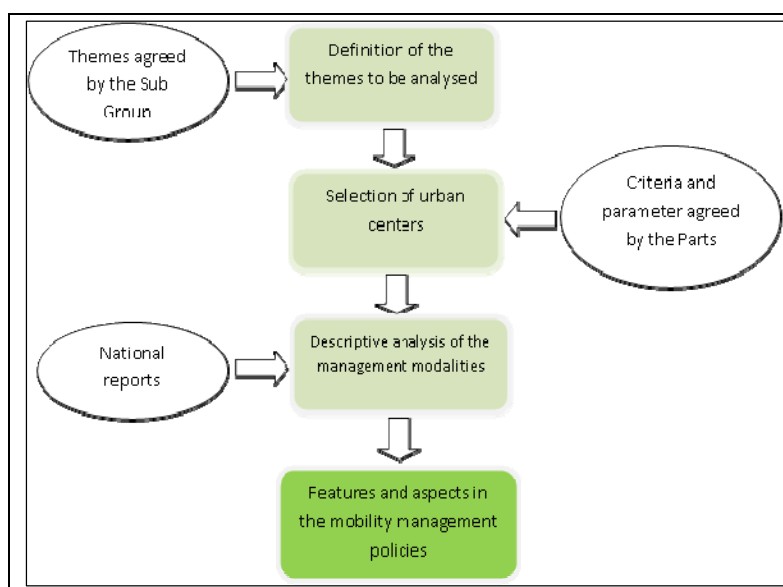 Themes agreed
by the Sub
Group
Definition of the
themes to be analysed
Selection of urban
centers
Criteria and
parameter agreed
by the Parts
National
reports
Descriptive analysis of the
management modalities
Features and aspects in
the mobility management
policies